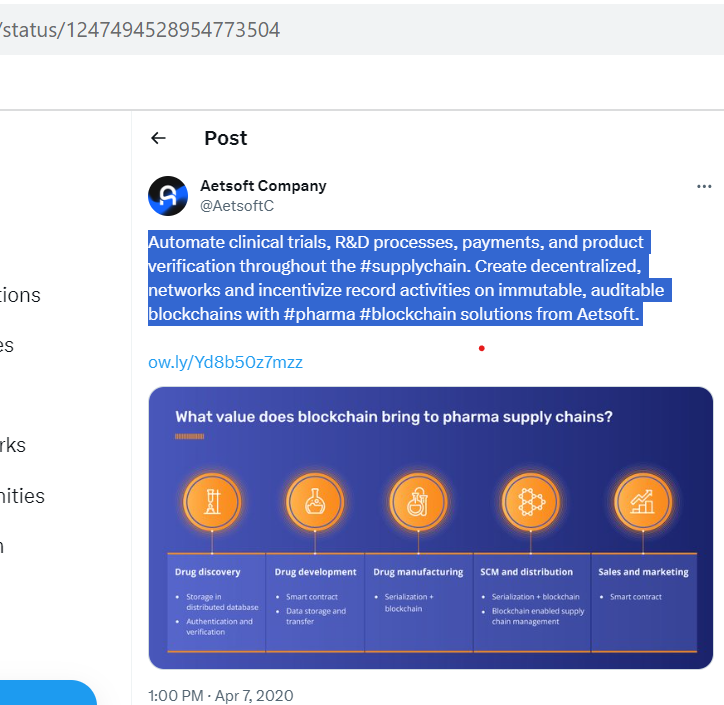 /status/1247494528954773504
Post
Aetsoft Company
@AetsoftC
Automate clinical trials, R&D processes, payments, and product
verification throughout the #supplychain. Create decentralized,
networks and incentivize record activities on immutable, auditable
blockchains with #pharma #blockchain solutions from Aetsoft.
ow.ly/Yd8b50z7mzz
tions
es
rks
nities
n
What value does blockchain bring to pharma supply chains?
Drug discovery
• Storage in
distributed database
• Authentication and
verification
Drug development
• Smart contract
• Data storage and
transfer
Drug manufacturing
• Serialization +
blockchain
SCM and distribution
• Serialization + blockchain
• Blockchain enabled supply
chain management
Sales and marketing
• Smart contract
1:00 PM · Apr 7, 2020